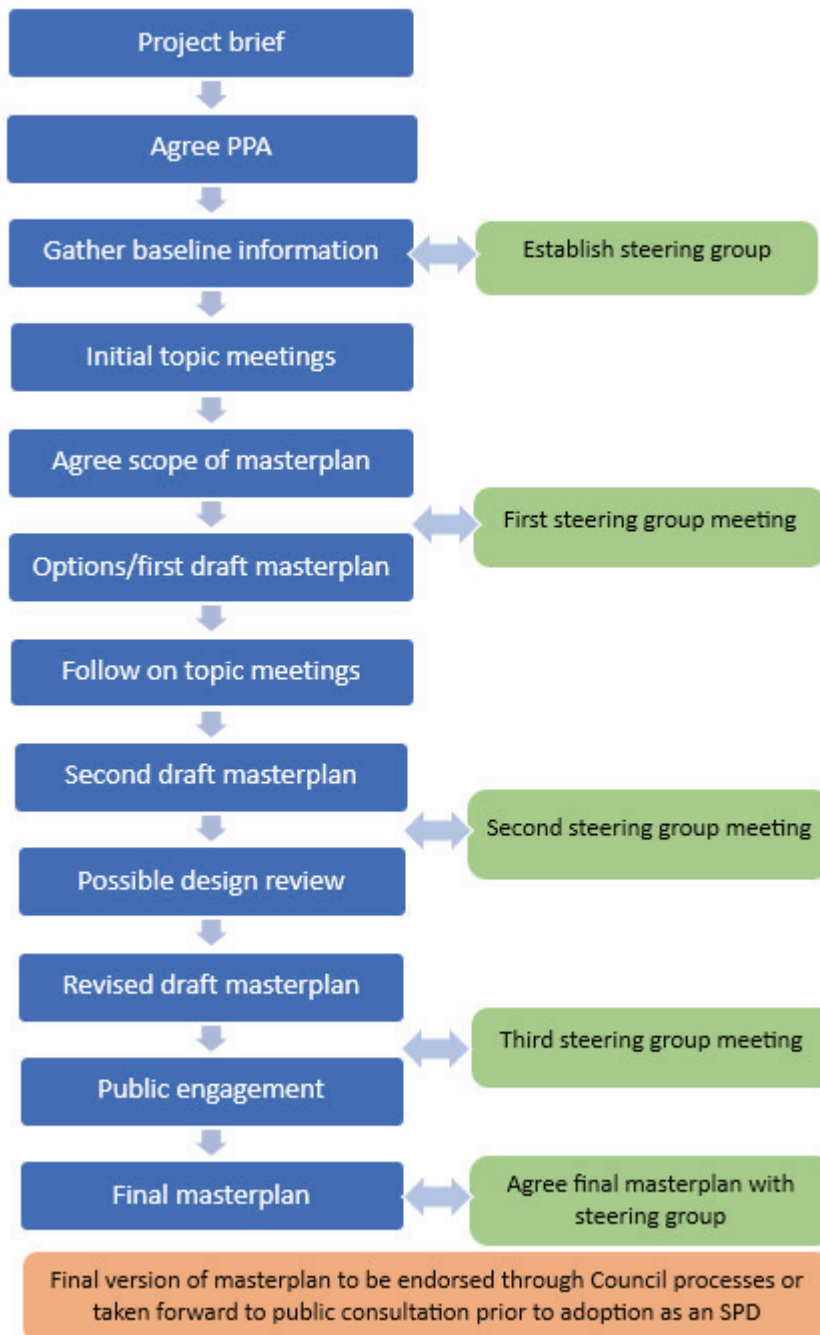 Project brief
Agree PPA
Gather baseline information
Establish steering group
Initial topic meetings
Agree scope of masterplan
First steering group meeting
Options/first draft masterplan
Follow on topic meetings
Second draft masterplan
Second steering group meeting
Possible design review
Revised draft masterplan
Third steering group meeting
Public engagement
Final masterplan
Agree final masterplan with
steering group
Final version of masterplan to be endorsed through Council processes or
taken forward to public consultation prior to adoption as an SPD